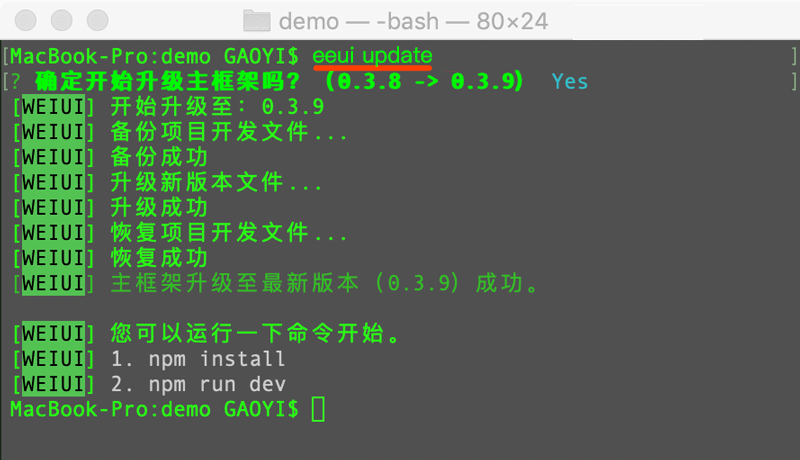 demo — -bash — 80×24
[MacBook-Pro:demo GAOYI$ eeui update ]
[? 确定开始升级主框架吗？ (0.3.8 -> 0.3.9) Yes ]
[WEIUI] 开始升级至: 0.3.9
[WEIUI] 备份项目开发文件...
[WEIUI] 备份成功
[WEIUI] 升级新版本文件...
[WEIUI] 升级成功
[WEIUI] 恢复项目开发文件...
[WEIUI] 恢复成功
[WEIUI] 主框架升级至最新版本 (0.3.9) 成功。
[WEIUI] 您可以运行一下命令开始。
[WEIUI] 1. npm install
[WEIUI] 2. npm run dev
MacBook-Pro:demo GAOYI$